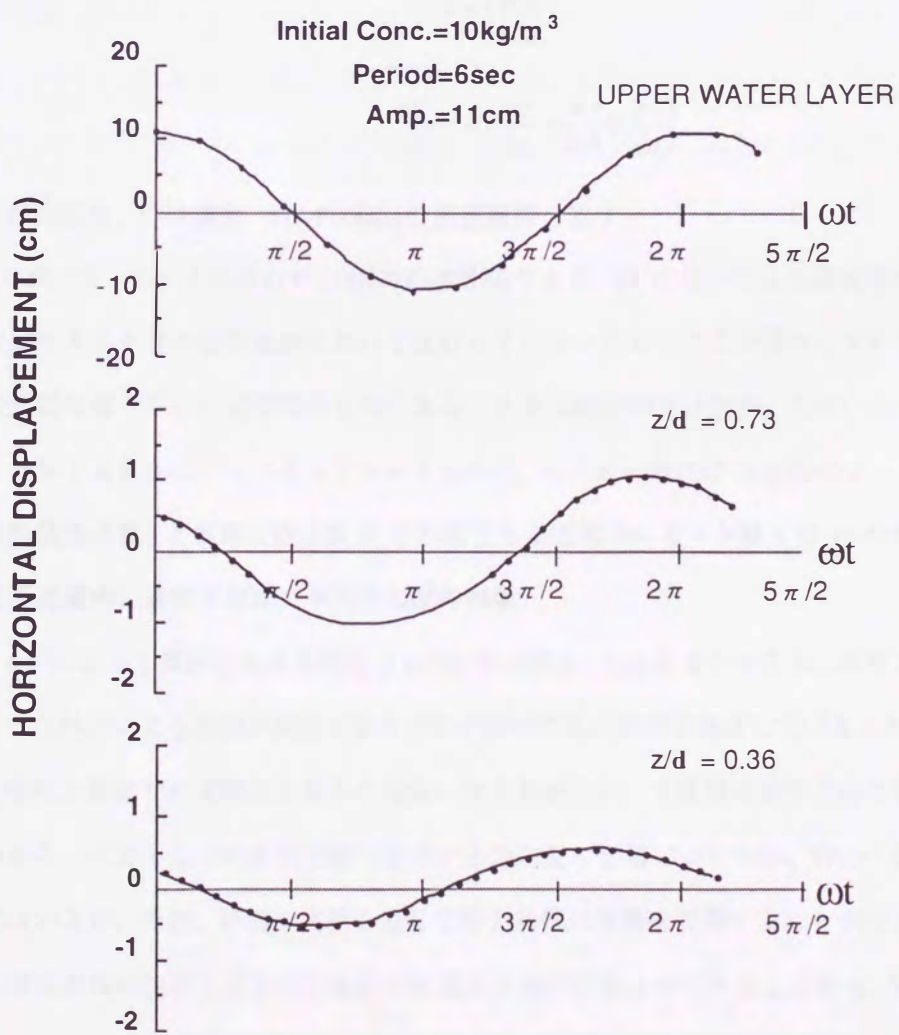 Initial Conc.=10kg/m³
Period=6sec
Amp.=11cm
UPPER WATER LAYER
HORIZONTAL DISPLACEMENT (cm)
20
10
0
-10
-20
π/2
π
3π/2
2π
5π/2
ωt
z/d = 0.73
2
1
0
-1
-2
π/2
π
3π/2
2π
5π/2
ωt
z/d = 0.36
2
1
0
-1
-2
π/2
π
3π/2
2π
5π/2
ωt